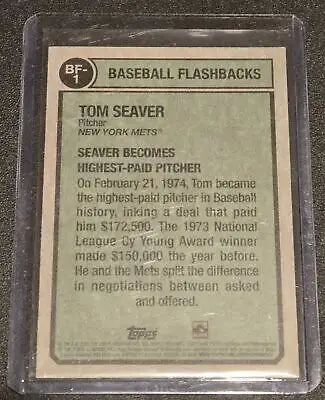 BF-
1
BASEBALL FLASHBACKS
TOM SEAVER
Pitcher
NEW YORK METS®
SEAVER BECOMES
HIGHEST-PAID PITCHER
On February 21, 1974, Tom became
the highest-paid pitcher in Baseball
history, inking a deal that paid
him $172,500. The 1973 National
League Cy Young Award winner
made $150,000 the year before.
He and the Mets split the difference
in negotiations between asked
and offered.
Topps